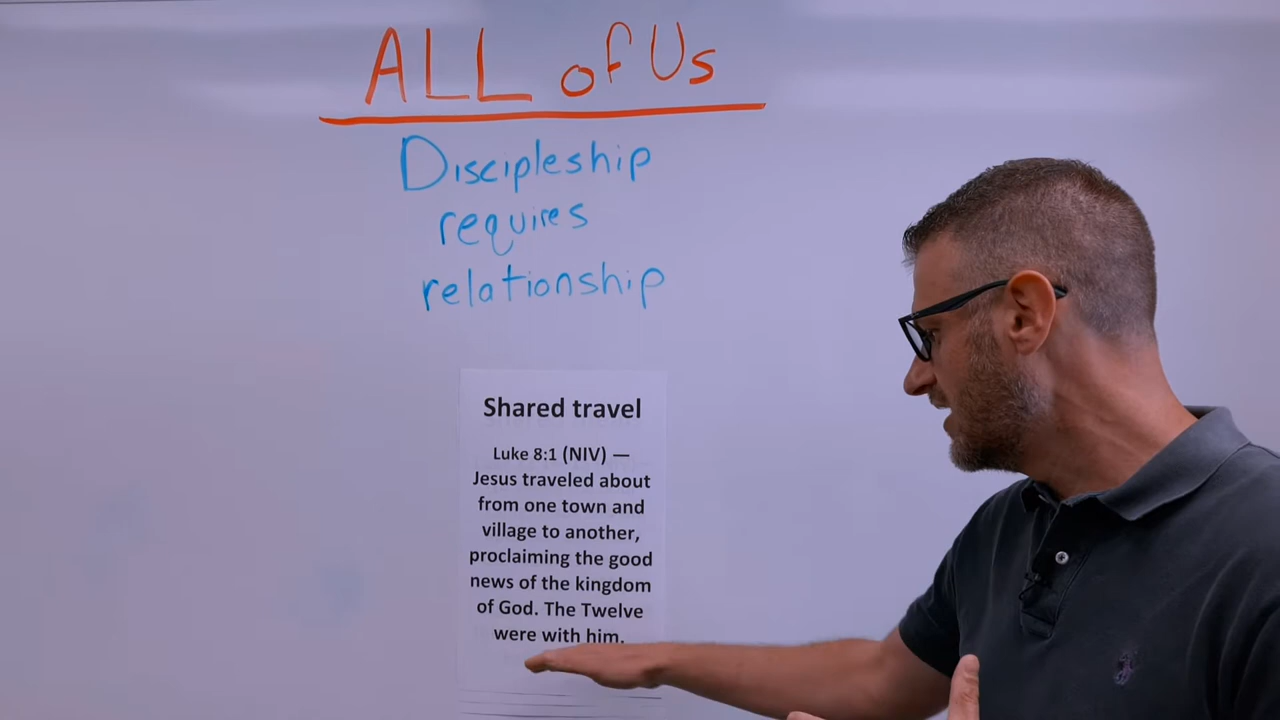 ALL of Us
Discipleship
requires
relationship
Shared travel
Luke 8:1 (NIV) —
Jesus traveled about
from one town and
village to another,
proclaiming the good
news of the kingdom
of God. The Twelve
were with him.